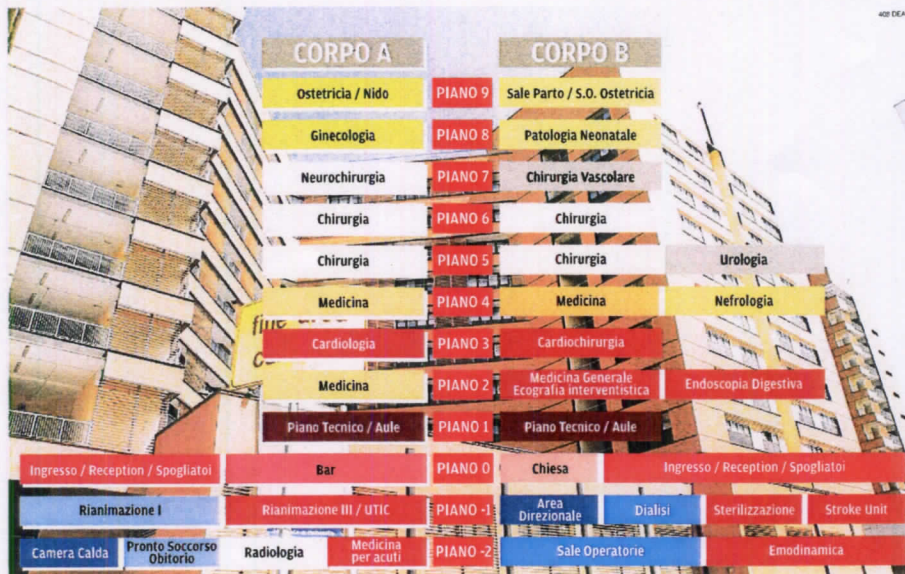 409 DEA
CORPO A CORPO B
Ostetricia / Nido PIANO 9 Sale Parto / S.O. Ostetricia
Ginecologia PIANO 8 Patologia Neonatale
Neurochirurgia PIANO 7 Chirurgia Vascolare
Chirurgia PIANO 6 Chirurgia
Chirurgia PIANO 5 Chirurgia Urologia
Medicina PIANO 4 Medicina Nefrologia
fine area
Cardiologia PIANO 3 Cardiochirurgia
Medicina PIANO 2 Medicina Generale
Ecografia interventistica Endoscopia Digestiva
Piano Tecnico / Aule PIANO 1 Piano Tecnico / Aule
Ingresso / Reception / Spogliatoi Bar PIANO 0 Chiesa Ingresso / Reception / Spogliatoi
Rianimazione I Rianimazione III / UTIC PIANO -1 Area
Direzionale Dialisi Sterilizzazione Stroke Unit
Camera Calda Pronto Soccorso
Obitorio Radiologia Medicina
per acuti PIANO -2 Sale Operatorie Emodinamica